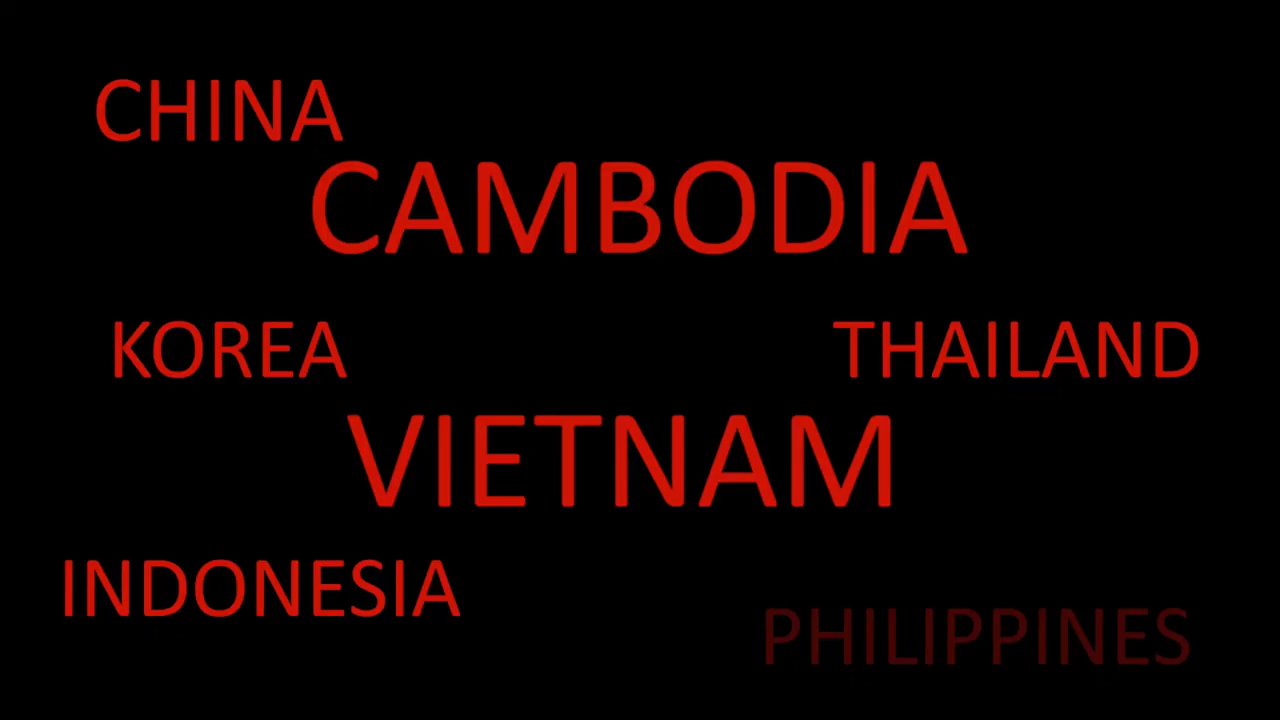 CHINA
CAMBODIA
KOREA
THAILAND
VIETNAM
INDONESIA
PHILIPPINES